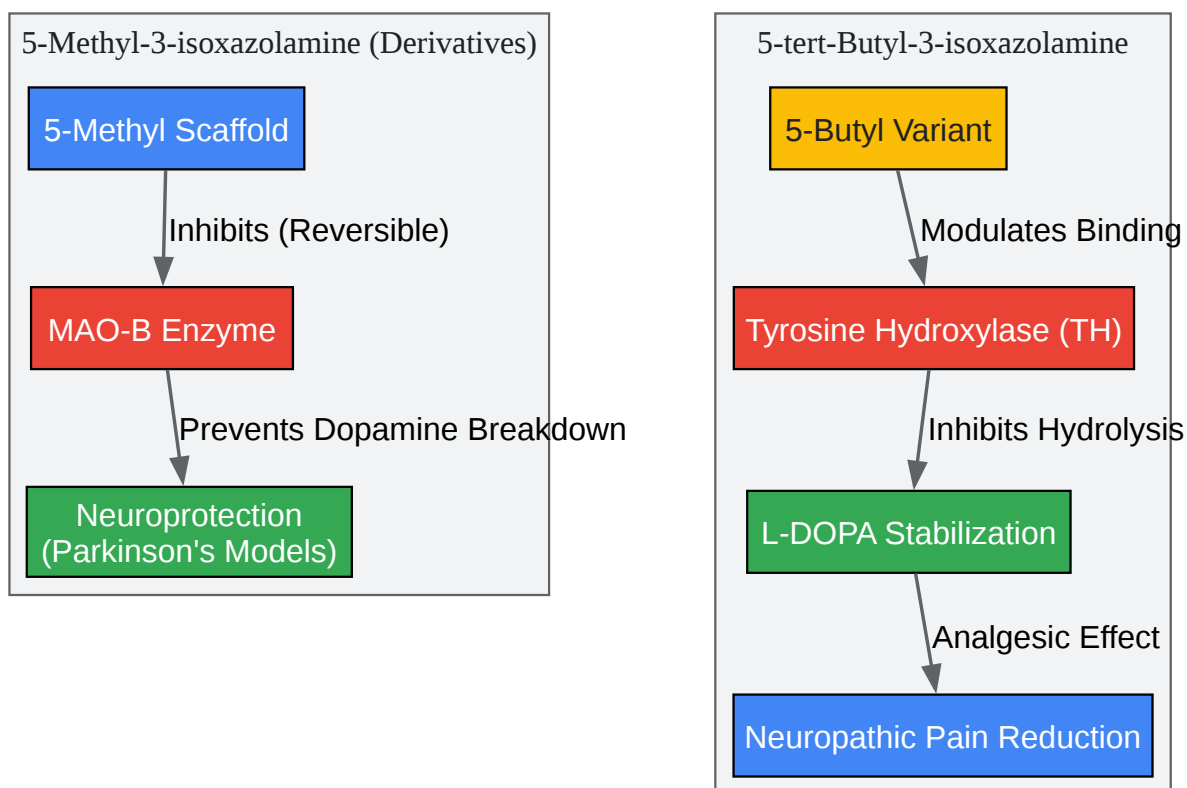 5-Methyl-3-isoxazolamine (Derivatives)
5-Methyl Scaffold
Inhibits (Reversible)
MAO-B Enzyme
Prevents Dopamine Breakdown
Neuroprotection
(Parkinson's Models)
5-tert-Butyl-3-isoxazolamine
5-Butyl Variant
Modulates Binding
Tyrosine Hydroxylase (TH)
Inhibits Hydrolysis
L-DOPA Stabilization
Analgesic Effect
Neuropathic Pain Reduction